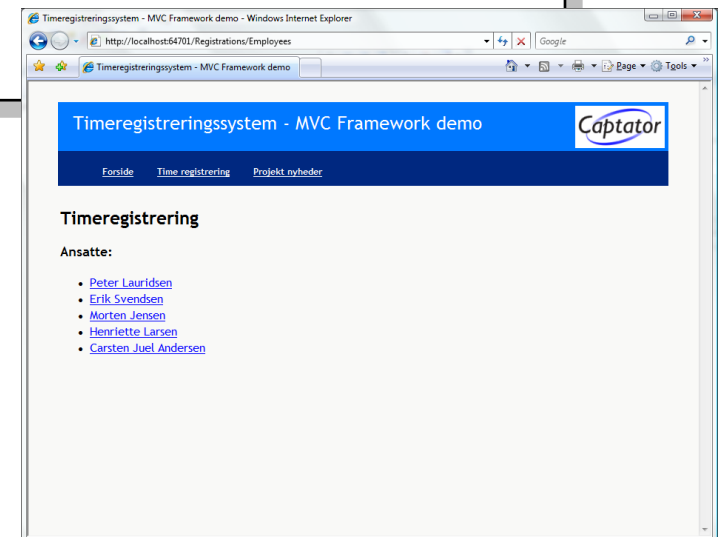 Timeregistreringssystem - MVC Framework demo - Windows Internet Explorer
http://localhost:64701/Registrations/Employees
Google
Timeregistreringssystem - MVC Framework demo
Page
Tools
Timeregistreringssystem - MVC Framework demo
Captator
Forside Time registrering Projekt nyheder
Timeregistrering
Ansatte:
Peter Lauridsen
Erik Svendsen
Morten Jensen
Henriette Larsen
Carsten Juel Andersen